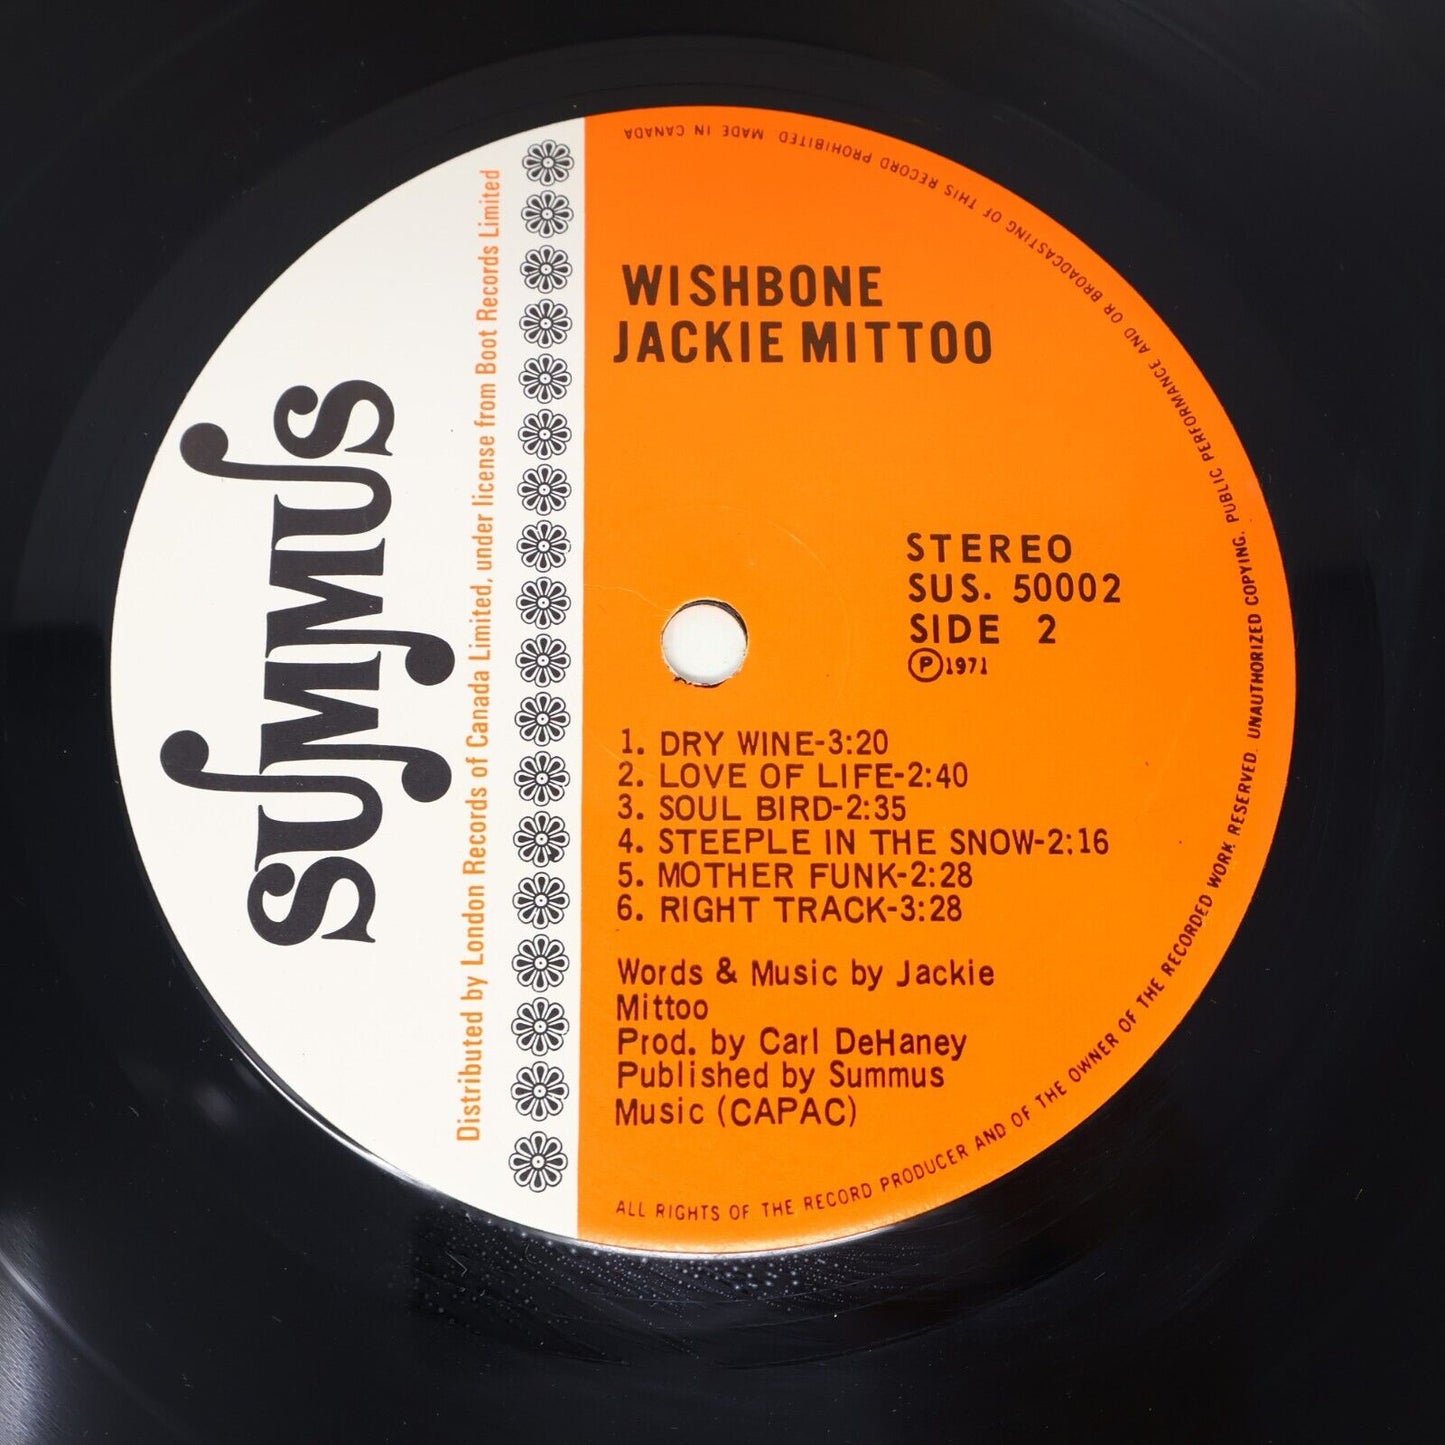 summus
Distributed by London Records of Canada Limited, under license from Boot Records Limited
WISHBONE
JACKIE MITTOO
STEREO
SUS. 50002
SIDE 2
Ⓟ1971
1. DRY WINE-3:20
2. LOVE OF LIFE-2:40
3. SOUL BIRD-2:35
4. STEEPLE IN THE SNOW-2:16
5. MOTHER FUNK-2:28
6. RIGHT TRACK-3:28
Words & Music by Jackie
Mittoo
Prod. by Carl DeHaney
Published by Summus
Music (CAPAC)
ALL RIGHTS OF THE RECORD PRODUCER AND OF THE OWNER OF THE RECORDED WORK RESERVED. UNAUTHORIZED COPYING. PUBLIC PERFORMANCE AND OR BROADCASTING OF THIS RECORD PROHIBITED. MADE IN CANADA